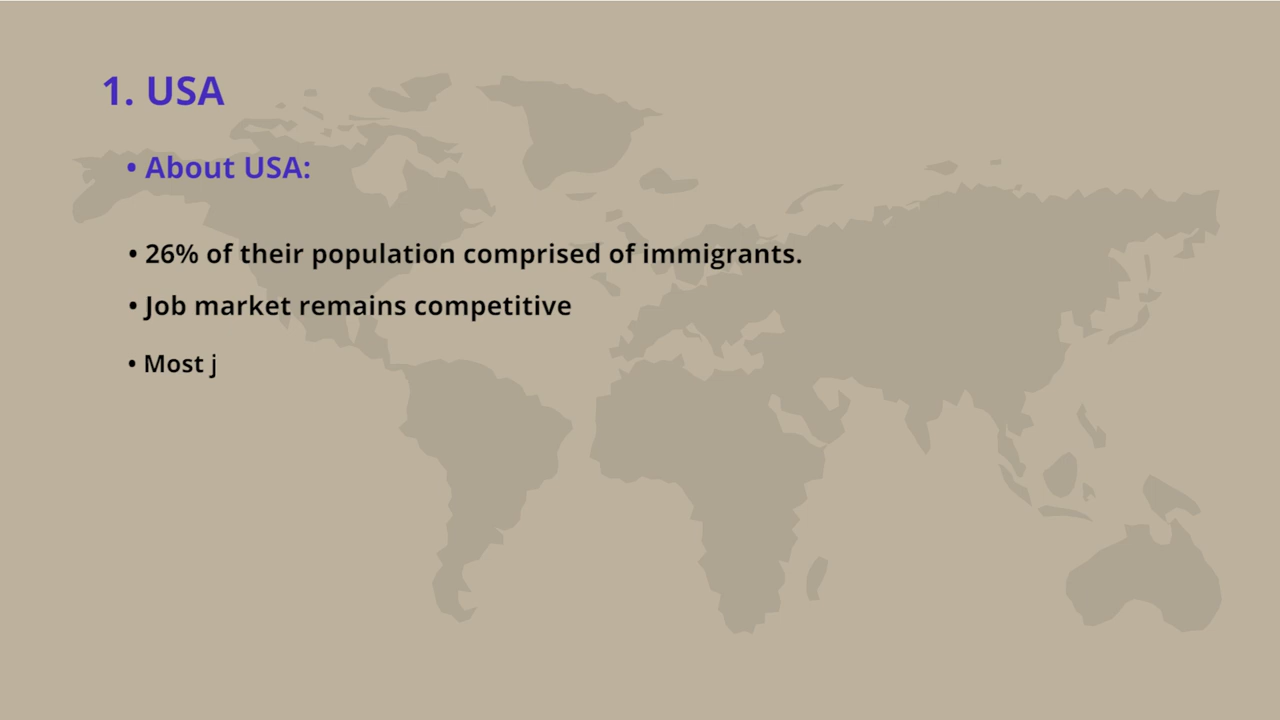 1. USA
• About USA:
• 26% of their population comprised of immigrants.
• Job market remains competitive
• Most j